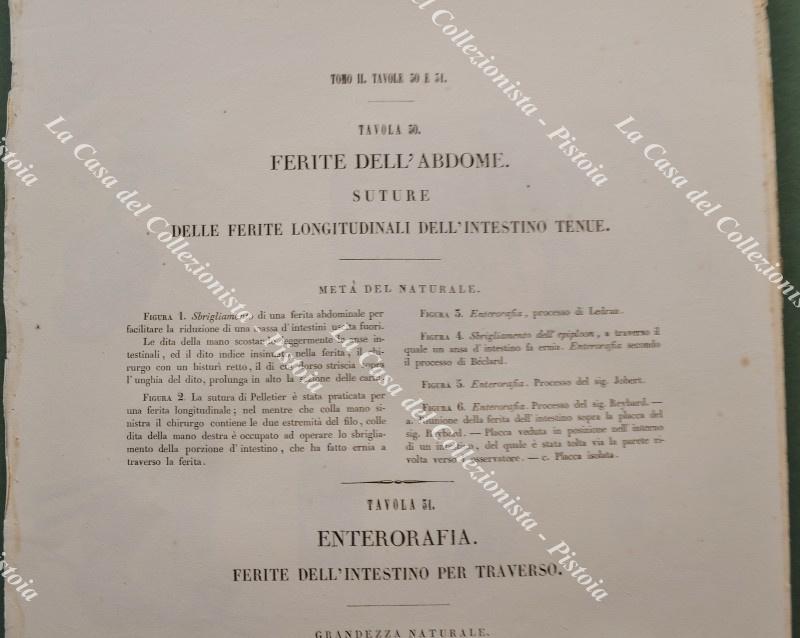 TOMO II. TAVOLE 50 E 51.
TAVOLA 50.
FERITE DELL'ABDOME.
SUTURE
DELLE FERITE LONGITUDINALI DELL'INTESTINO TENUE.
METÀ DEL NATURALE.
FIGURA 1. Sbrigliamento di una ferita abdominale per
facilitare la riduzione di una massa d'intestini uscita fuori.
Le dita della mano scostando leggermente le anse in-
testinali, ed il dito indice insinuato nella ferita, il chi-
rurgo con un bisturì retto, il di cui dorso striscia sopra
l'unghia del dito, prolunga in alto la sezione delle carni.
FIGURA 2. La sutura di Pelletier è stata praticata per
una ferita longitudinale; nel mentre che colla mano si-
nistra il chirurgo contiene le due estremità del filo, colle
dita della mano destra è occupato ad operare lo sbriglia-
mento della porzione d'intestino, che ha fatto ernia a
traverso la ferita.
FIGURA 3. Enterorafia, processo di Ledran.
FIGURA 4. Sbrigliamento dell'epiploon, a traverso il
quale un ansa d'intestino fa ernia. Enterorafia secondo
il processo di Béclard.
FIGURA 5. Enterorafia. Processo del sig. Jobert.
FIGURA 6. Enterorafia. Processo del sig. Reybard. —
a. Riunione della ferita dell'intestino sopra la placca del
sig. Reybard. — Placca veduta in posizione nell'interno
di un intestino, del quale è stata tolta via la parete ri-
volta verso l'osservatore. — c. Placca isolata.
TAVOLA 51.
ENTERORAFIA.
FERITE DELL'INTESTINO PER TRAVERSO.
GRANDEZZA NATURALE.
La Casa del Collezionista - Pistoia
La Casa del Collezionista - Pistoia
La Casa del Collezionista - Pistoia
del Collezionista - Pistoia
Pistoia
Pistoia